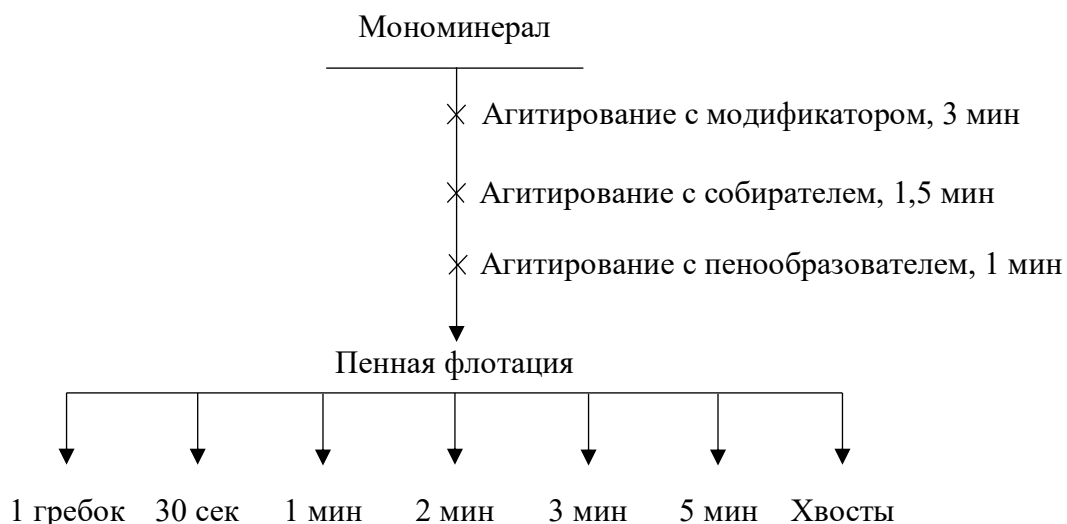 Мономинерал
Агитирование с модификатором, 3 мин
Агитирование с собирателем, 1,5 мин
Агитирование с пенообразователем, 1 мин
Пенная флотация
1 гребок 30 сек 1 мин 2 мин 3 мин 5 мин Хвосты